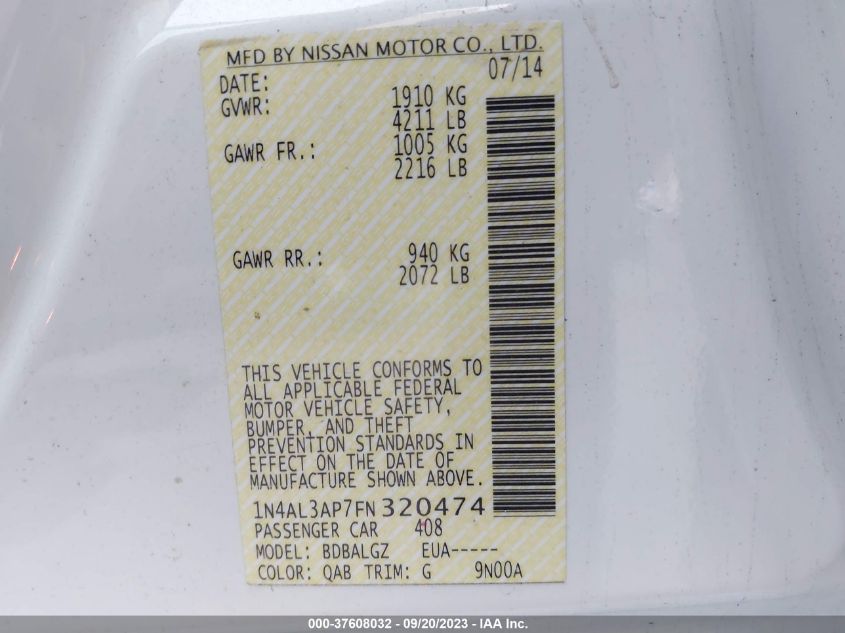 MFD BY NISSAN MOTOR CO., LTD.
DATE: 07/14
GVWR: 1910 KG
4211 LB
GAWR FR.: 1005 KG
2216 LB
GAWR RR.: 940 KG
2072 LB
THIS VEHICLE CONFORMS TO
ALL APPLICABLE FEDERAL
MOTOR VEHICLE SAFETY,
BUMPER, AND THEFT
PREVENTION STANDARDS IN
EFFECT ON THE DATE OF
MANUFACTURE SHOWN ABOVE.
1N4AL3AP7FN320474
PASSENGER CAR 408
MODEL: BDBALGZ EUA-----
COLOR: QAB TRIM: G 9N00A
000-37608032 - 09/20/2023 - IAA Inc.